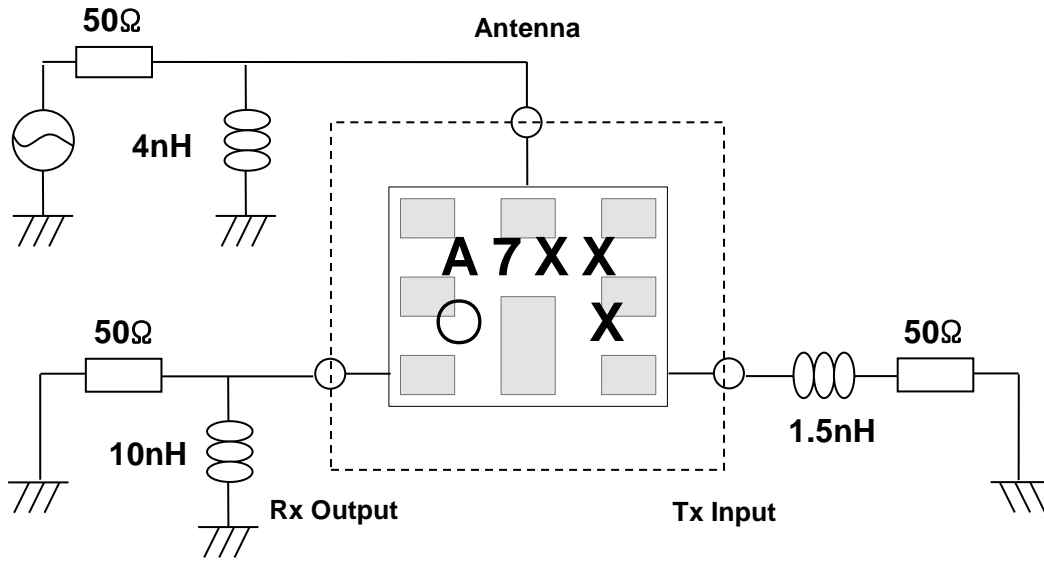 50Ω
Antenna
4nH
A 7 X X
X
50Ω
10nH
Rx Output
50Ω
1.5nH
Tx Input